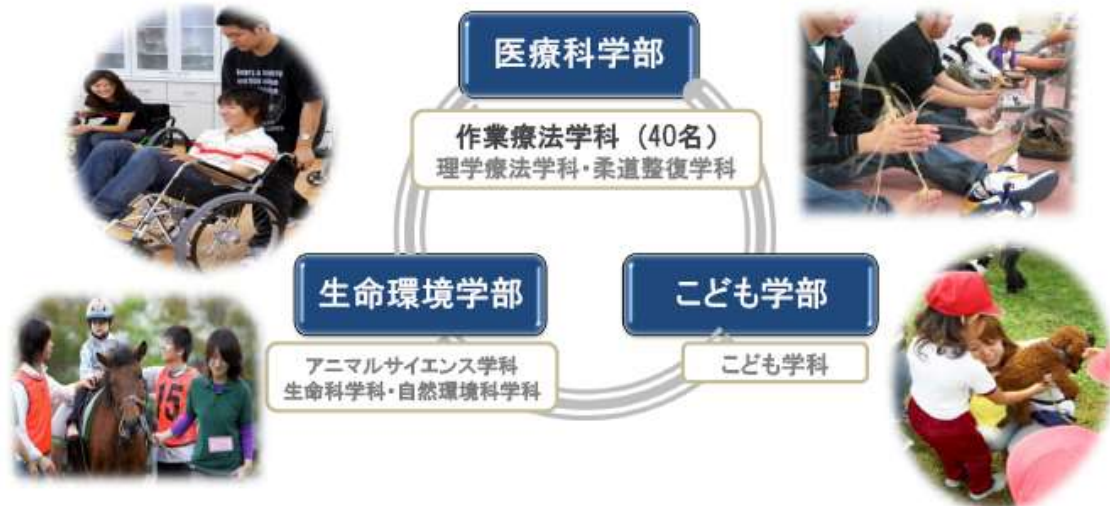 医療科学部
作業療法学科(40名)
理学療法学科・柔道整復学科
生命環境学部
アニマルサイエンス学科
生命科学科・自然環境科学科
こども学部
こども学科
15